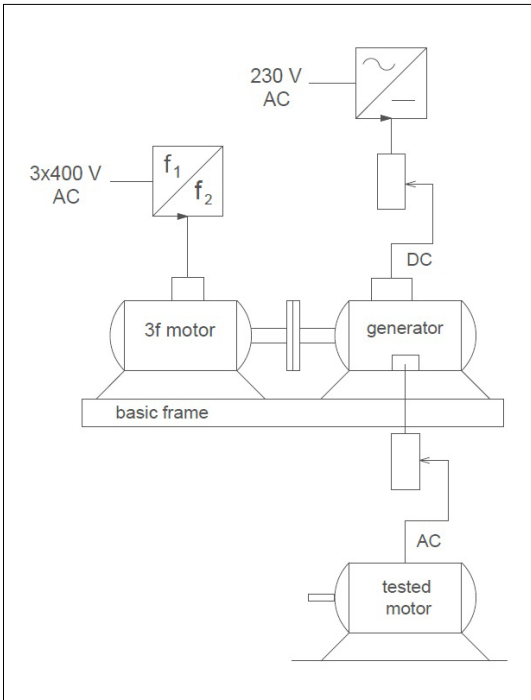 230 V
AC
3x400 V
AC
f₁
f₂
DC
3f motor
generator
basic frame
AC
tested
motor